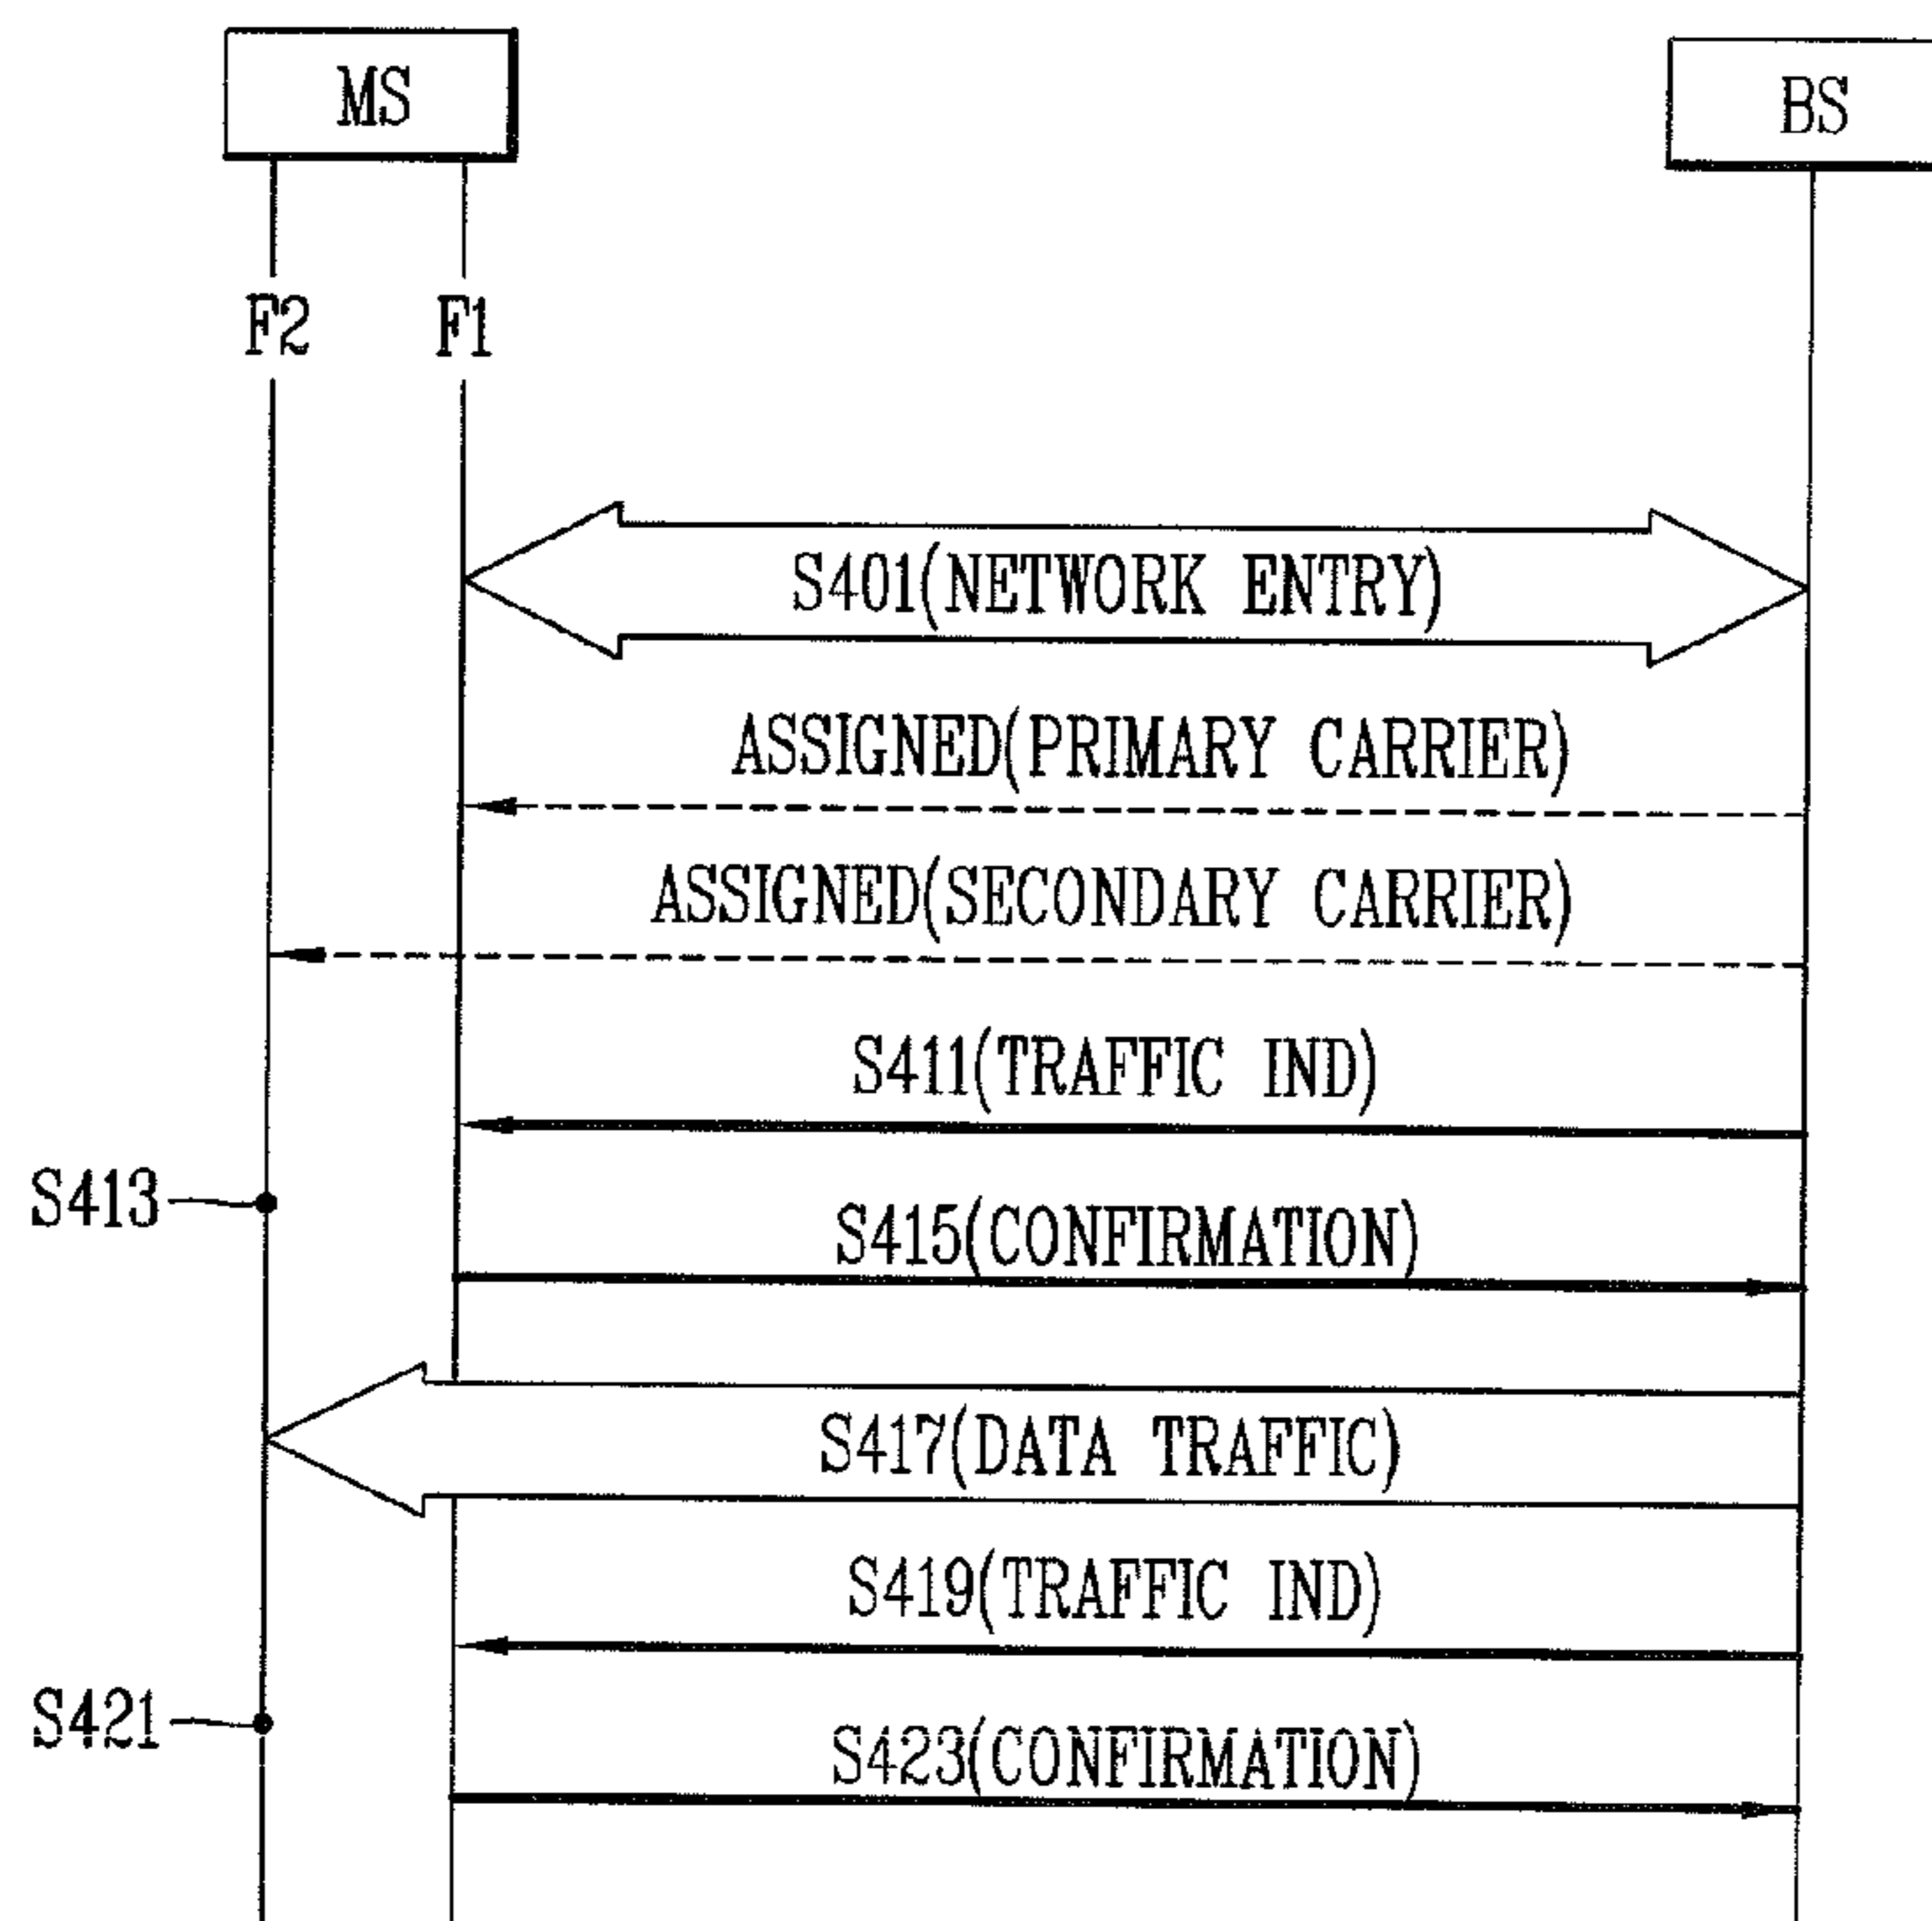 MS
BS
F2
F1
S401(NETWORK ENTRY)
ASSIGNED(PRIMARY CARRIER)
ASSIGNED(SECONDARY CARRIER)
S411(TRAFFIC IND)
S413
S415(CONFIRMATION)
S417(DATA TRAFFIC)
S419(TRAFFIC IND)
S421
S423(CONFIRMATION)